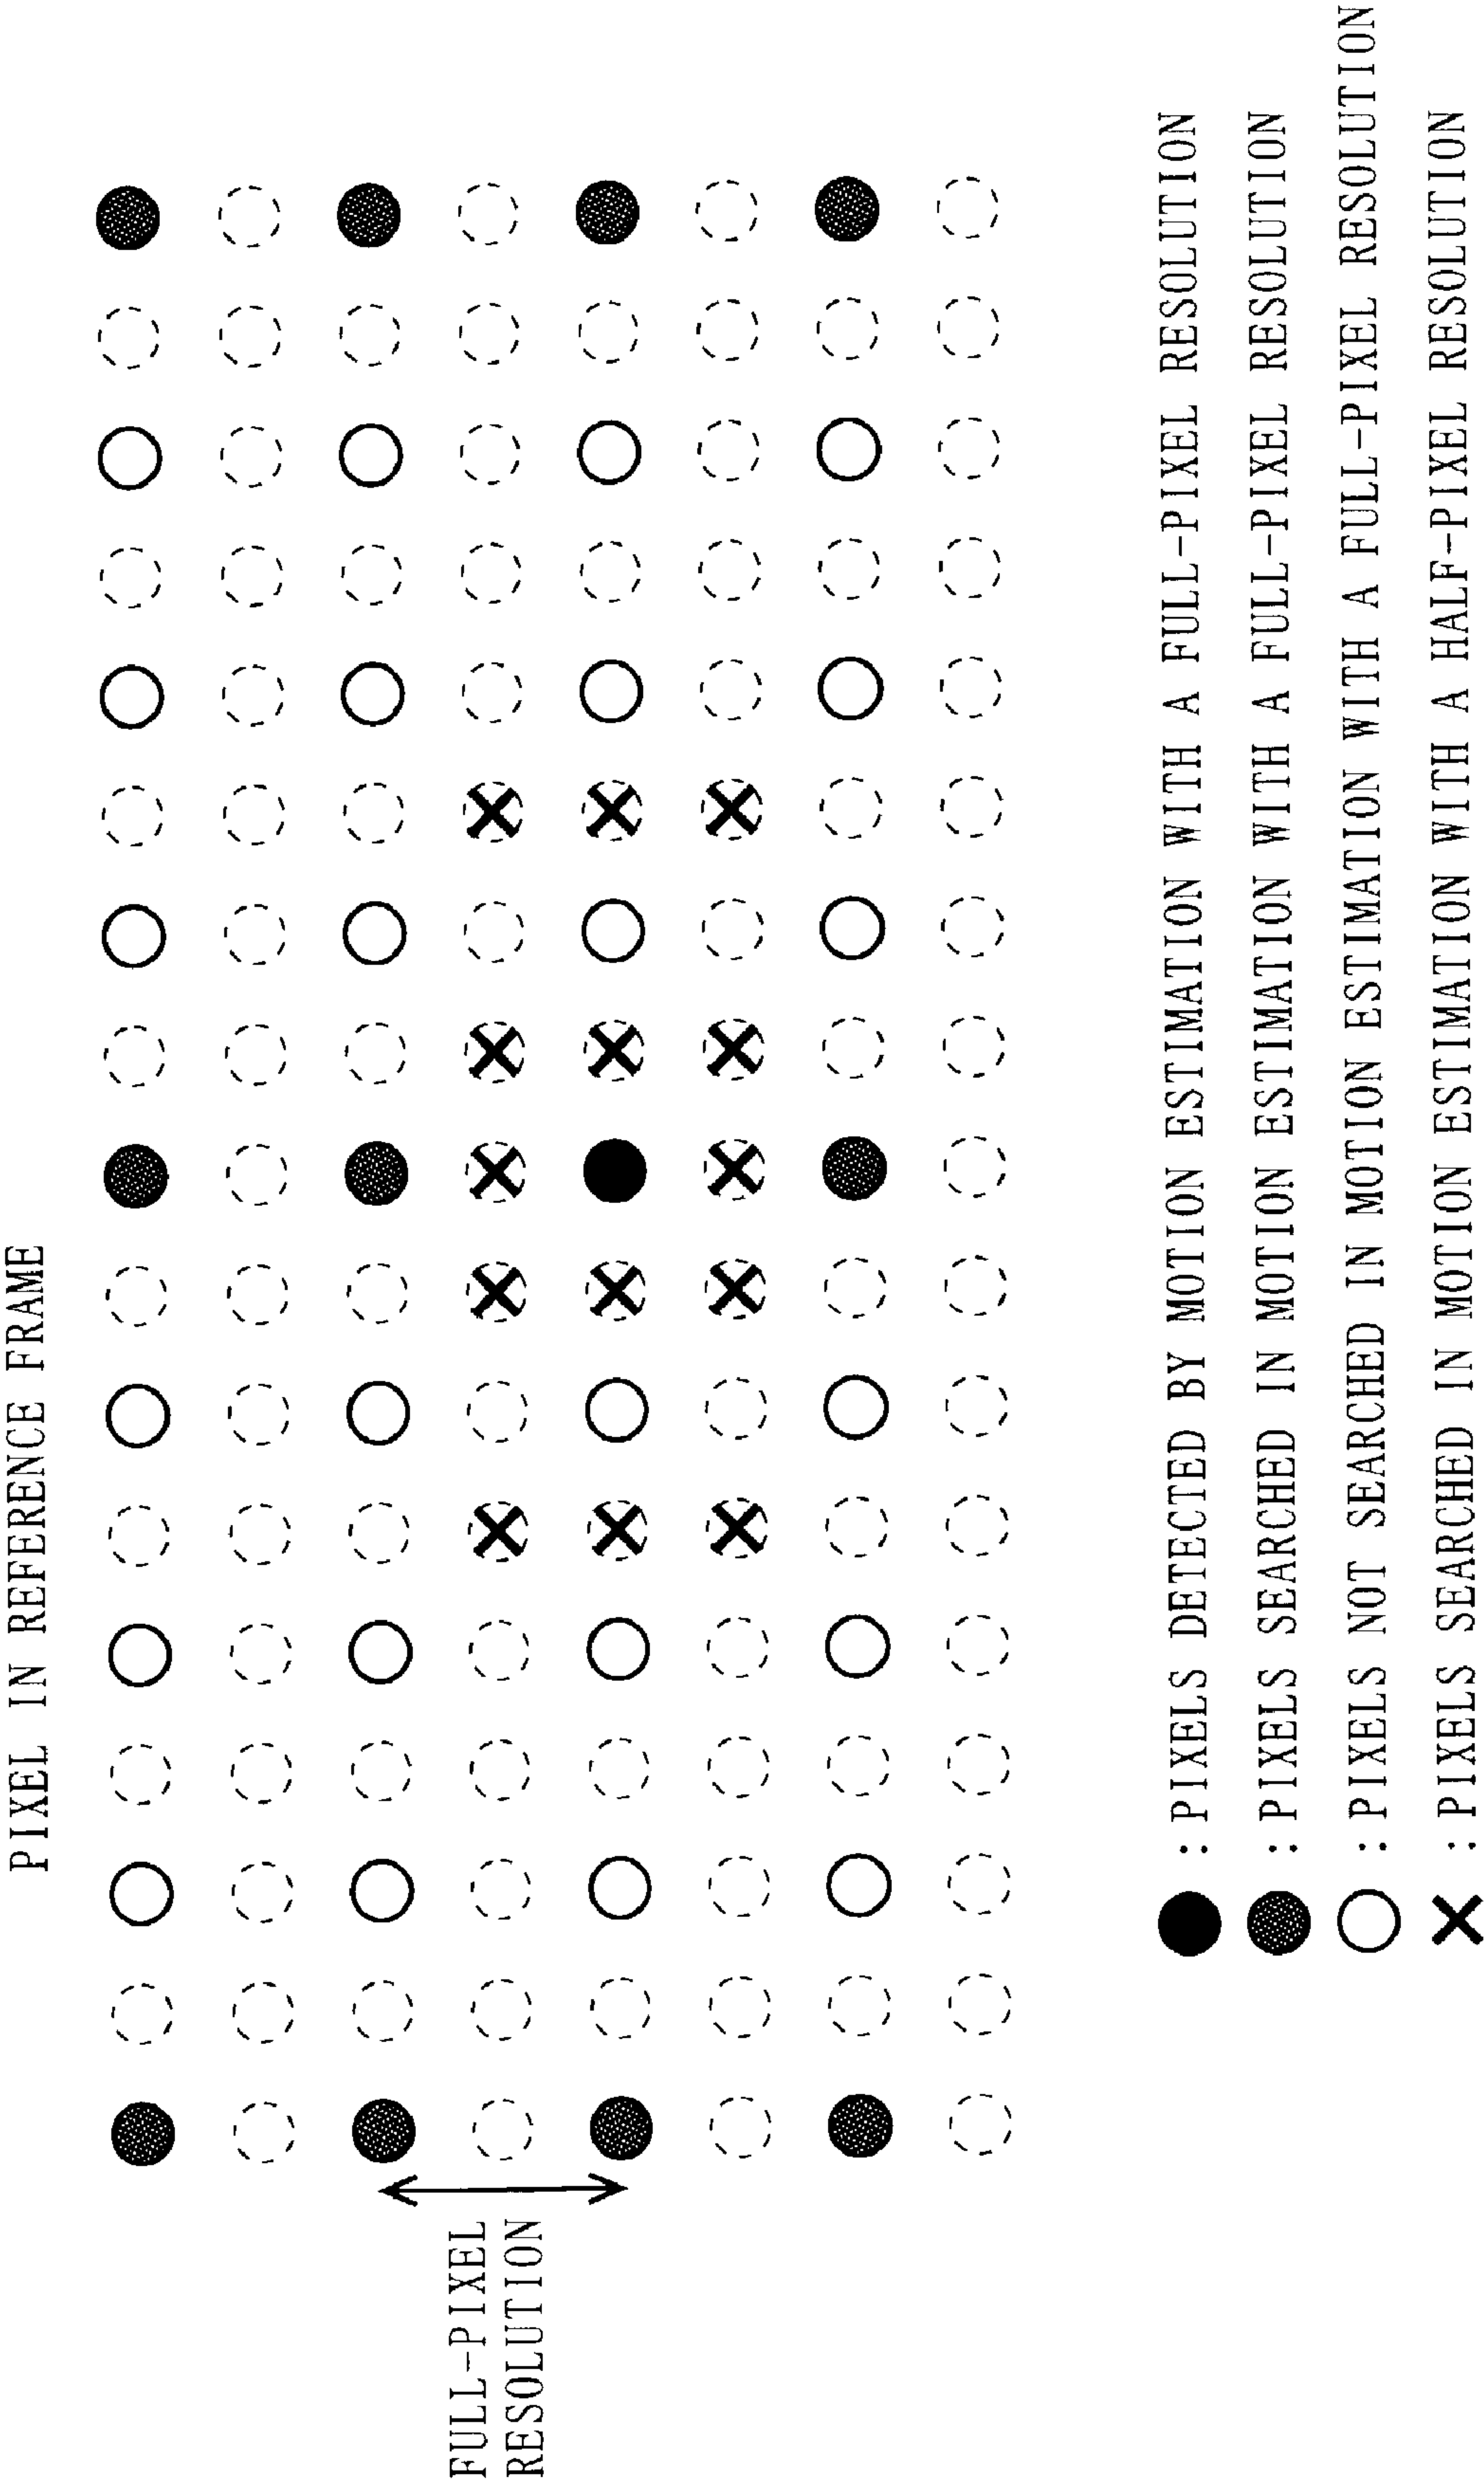 PIXEL IN REFERENCE FRAME
FULL-PIXEL
RESOLUTION
: PIXELS DETECTED BY MOTION ESTIMATION WITH A FULL-PIXEL RESOLUTION
: PIXELS SEARCHED IN MOTION ESTIMATION WITH A FULL-PIXEL RESOLUTION
: PIXELS NOT SEARCHED IN MOTION ESTIMATION WITH A FULL-PIXEL RESOLUTION
: PIXELS SEARCHED IN MOTION ESTIMATION WITH A HALF-PIXEL RESOLUTION